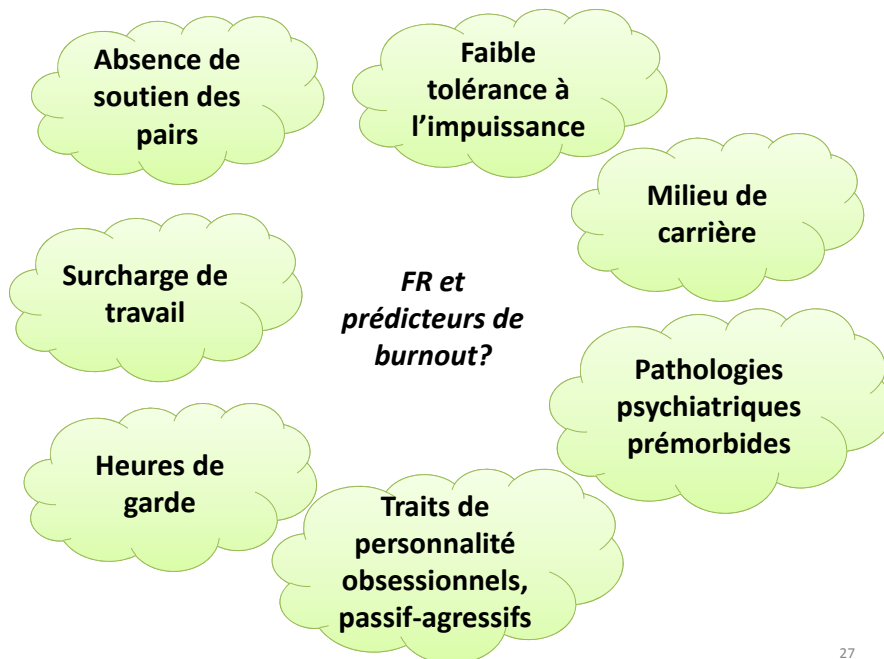 Absence de
soutien des
pairs
Faible
tolérance à
l'impuissance
Milieu de
carrière
Surcharge de
travail
FR et
prédicteurs de
burnout?
Pathologies
psychiatriques
prémorbides
Heures de
garde
Traits de
personnalité
obsessionnels,
passif-agressifs
27